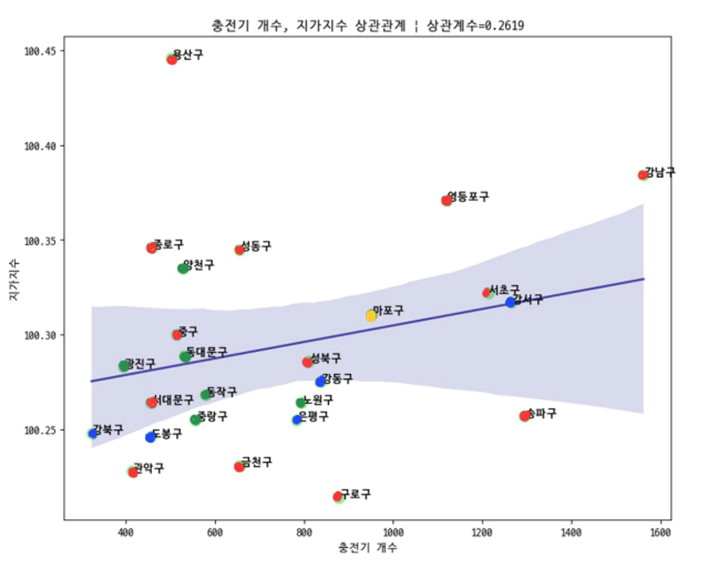 충전기 개수, 지가지수 상관관계 ¦ 상관계수=0.2619
100.45
용산구
100.40
강남구
영등포구
100.35
종로구
성동구
양천구
지가지수
서초구
강서구
마포구
100.30
중구
동대문구
성북구
광진구
강동구
동작구
서대문구
노원구
송파구
중랑구
은평구
100.25
강북구
도봉구
관악구
금천구
구로구
400 600 800 1000 1200 1400 1600
충전기 개수